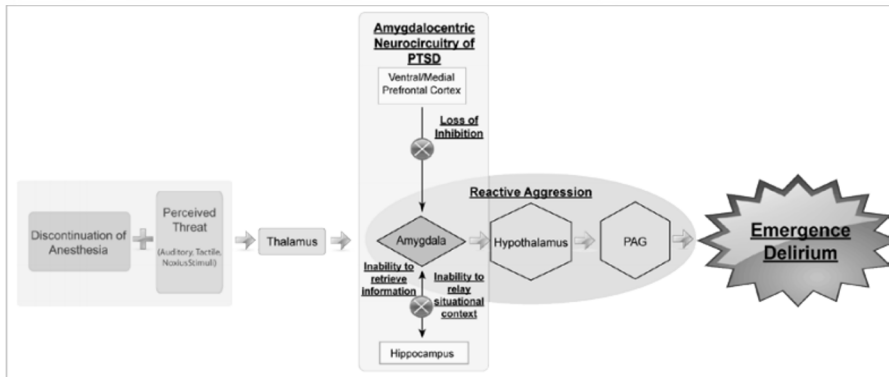 Amygdalocentric
Neurocircuitry of
PTSD
Ventral/Medial
Prefrontal Cortex
Loss of
Inhibition
Discontinuation of
Anesthesia
Perceived
Threat
(Auditory, Tactile,
NoxiusStimuli)
Thalamus
Reactive Aggression
Amygdala
Hypothalamus
PAG
Emergence
Delirium
Inability to
retrieve
information
Inability to
relay
situational
context
Hippocampus